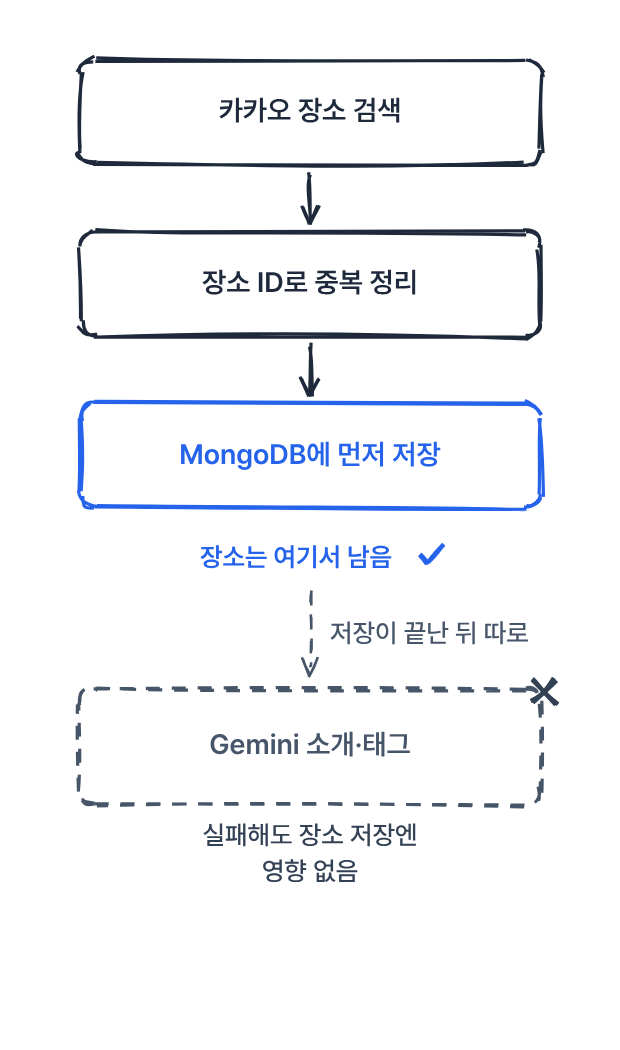 카카오 장소 검색
장소 ID로 중복 정리
MongoDB에 먼저 저장
장소는 여기서 남음
저장이 끝난 뒤 따로
Gemini 소개·태그
실패해도 장소 저장엔
영향 없음